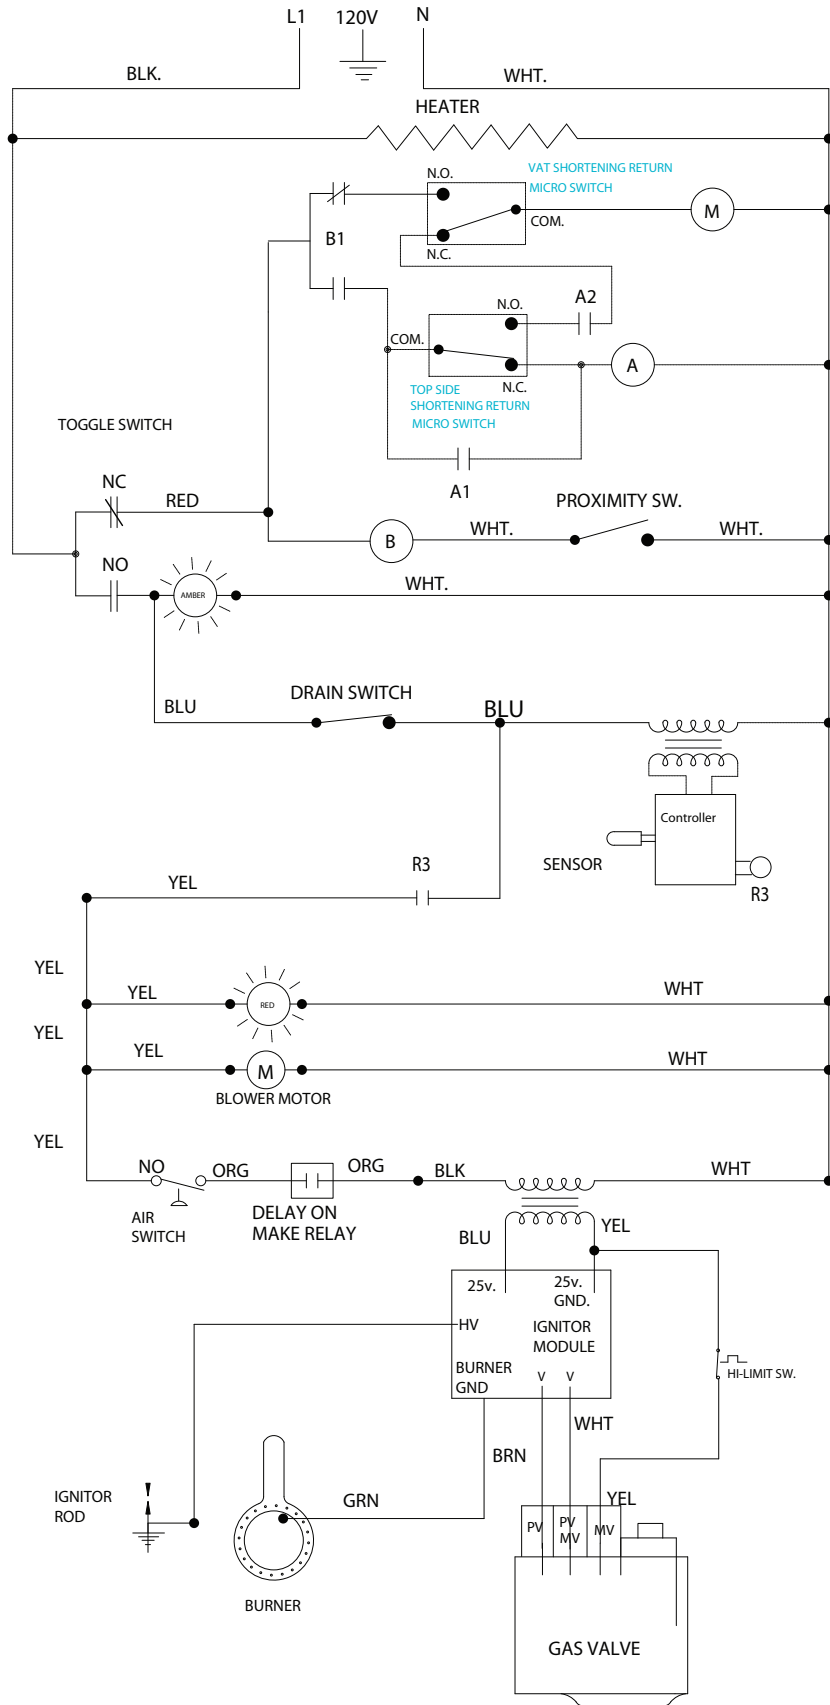 L1
120V
N
BLK.
WHT.
HEATER
N.O.
VAT SHORTENING RETURN
MICRO SWITCH
M
COM.
B1
N.C.
A2
N.O.
COM.
A
N.C.
TOP SIDE
SHORTENING RETURN
MICRO SWITCH
TOGGLE SWITCH
A1
NC
RED
PROXIMITY SW.
B
WHT.
WHT.
NO
AMBER
WHT.
BLU
DRAIN SWITCH
BLU
Controller
SENSOR
R3
R3
YEL
YEL
YEL
RED
WHT
YEL
YEL
M
WHT
BLOWER MOTOR
YEL
NO
ORG
ORG
BLK
WHT
AIR
SWITCH
DELAY ON
MAKE RELAY
BLU
YEL
25v.
25v.
GND.
HV
IGNITOR
MODULE
BURNER
GND
V
V
HI-LIMIT SW.
WHT
BRN
IGNITOR
ROD
GRN
YEL
PV
PV
MV
MV
BURNER
GAS VALVE